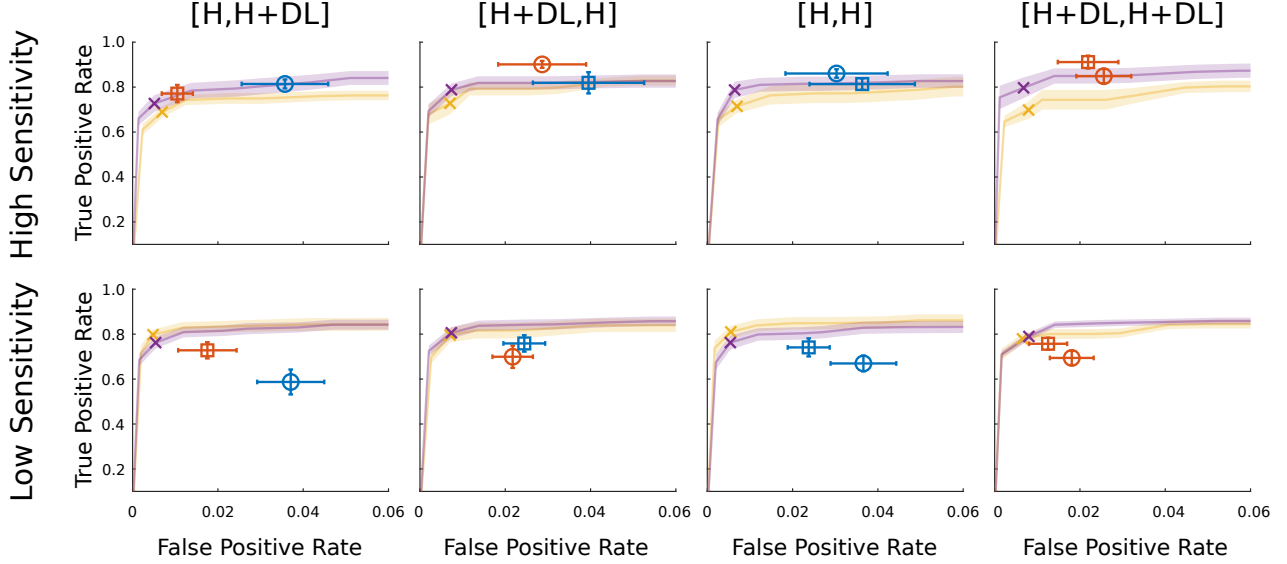 [H,H+DL] [H+DL,H] [H,H] [H+DL,H+DL]
High Sensitivity
True Positive Rate
1.0
0.8
0.6
0.4
0.2
Low Sensitivity
True Positive Rate
1.0
0.8
0.6
0.4
0.2
0 0.02 0.04 0.06 0 0.02 0.04 0.06 0 0.02 0.04 0.06 0 0.02 0.04 0.06
False Positive Rate False Positive Rate False Positive Rate False Positive Rate